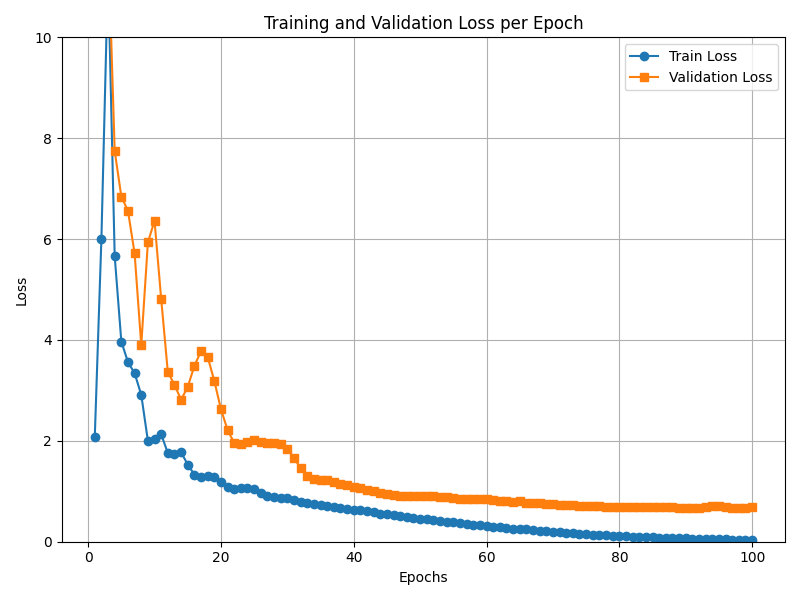 Training and Validation Loss per Epoch
10
Train Loss
Validation Loss
8
6
Loss
4
2
0
0 20 40 60 80 100
Epochs